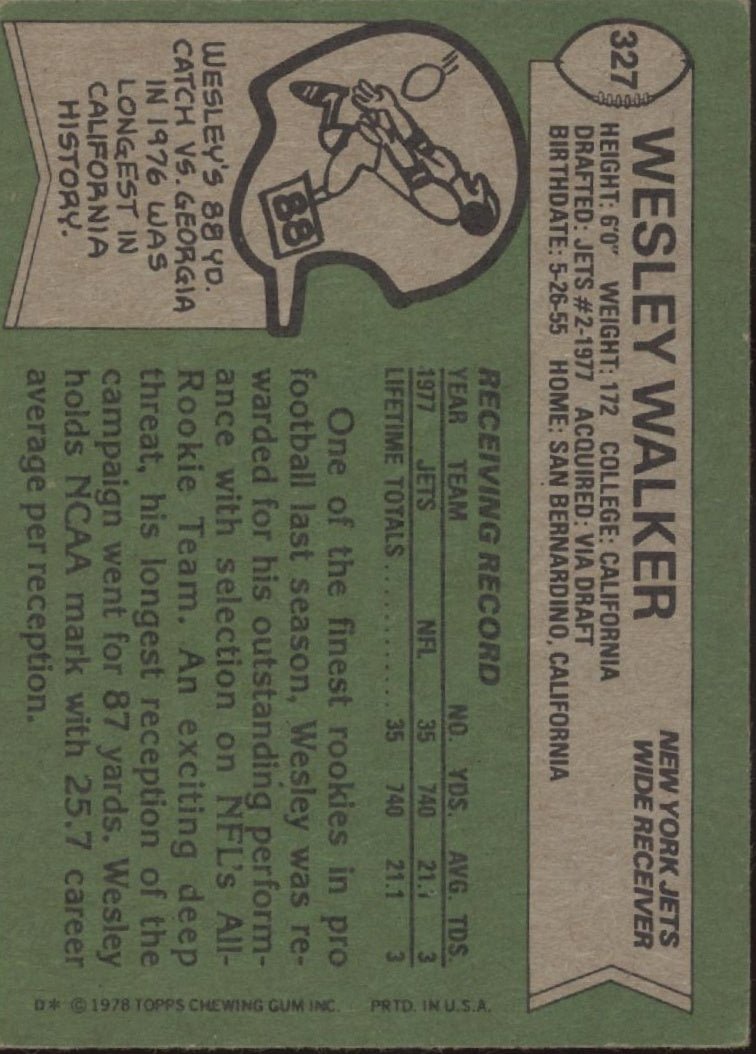 327
WESLEY WALKER
NEW YORK JETS
WIDE RECEIVER
HEIGHT: 6'0" WEIGHT: 172 COLLEGE: CALIFORNIA
DRAFTED: JETS #2-1977 ACQUIRED: VIA DRAFT
BIRTHDATE: 5-26-55 HOME: SAN BERNARDINO, CALIFORNIA
88
WESLEY'S 88 YD.
CATCH VS. GEORGIA
IN 1976 WAS
LONGEST IN
CALIFORNIA
HISTORY.
RECEIVING RECORD
YEAR TEAM NO. YDS. AVG. TDS.
1977 JETS NFL 35 740 21.1 3
LIFETIME TOTALS .......... 35 740 21.1 3
One of the finest rookies in pro
football last season, Wesley was re-
warded for his outstanding perform-
ance with selection on NFL's All-
Rookie Team. An exciting deep
threat, his longest reception of the
campaign went for 87 yards. Wesley
holds NCAA mark with 25.7 career
average per reception.
D* © 1978 TOPPS CHEWING GUM INC. PRTD. IN U.S.A.